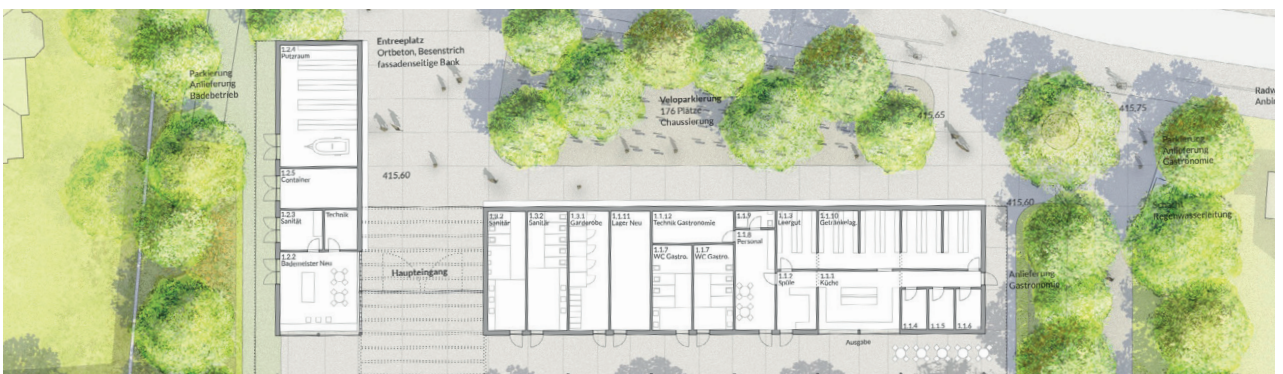 1.2.4
Putzraum
Entreeplatz
Ortbeton, Besenstrich
fassadenseitige Bank
Parkierung
Anlieferung
Badebetrieb
Veloparkierung
176 Plätze
Chaussierung
415.65
415.75
Radw
Anbin
Parkierung
Anlieferung
Gastronomie
1.2.5
Container
415.60
415.60
Regenwasserleitung
1.2.3
Sanität
Technik
1.2.2
Bademeister Neu
Haupteingang
Sanitär
1.3.2
Sanitär
1.3.1
Garderobe
1.1.11
Lager Neu
1.1.12
Technik Gastronomie
1.1.7
WC Gastro.
1.1.7
WC Gastro.
1.1.9
1.1.8
Personal
1.1.3
Leergut
1.1.10
Getränkelag.
1.1.2
Spüle
1.1.1
Küche
1.1.4
1.1.5
1.1.6
Anlieferung
Gastronomie
Ausgabe